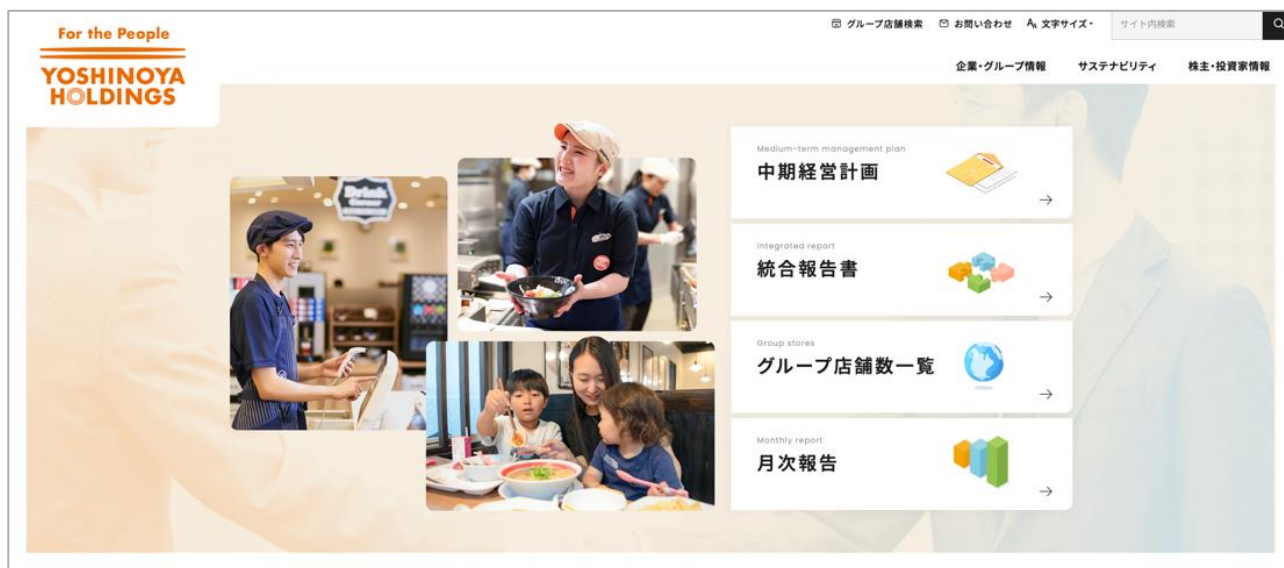 For the People
YOSHINOYA
HOLDINGS
グループ店舗検索
お問い合わせ
文字サイズ
サイト内検索
企業・グループ情報
サステナビリティ
株主・投資家情報
Drink
Corner
Medium-term management plan
中期経営計画
Integrated report
統合報告書
Group stores
グループ店舗数一覧
Monthly report
月次報告